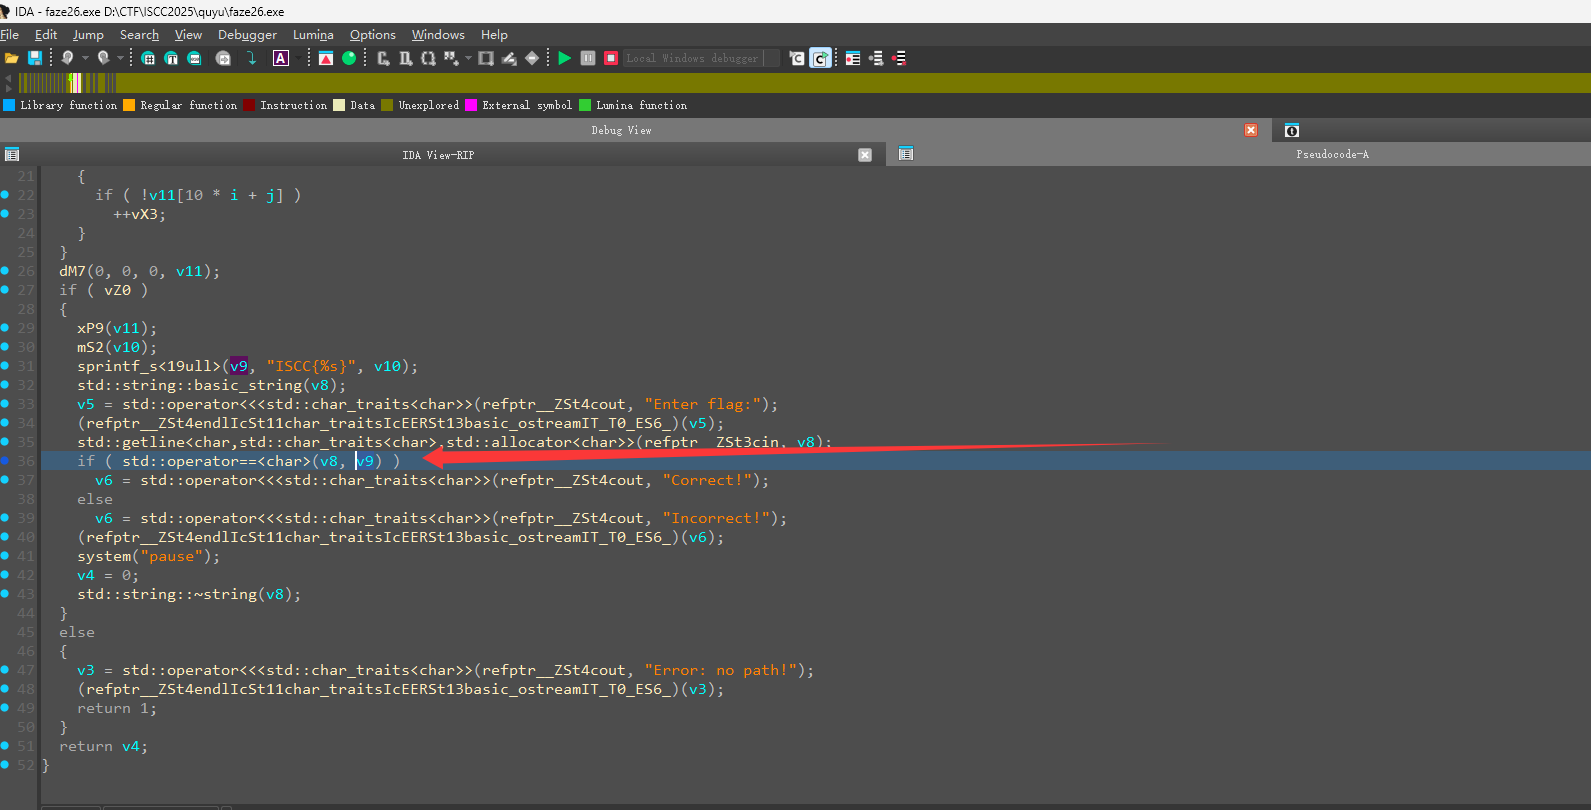 IDA - faze26.exe D:\CTF\ISCC2025\quyu\faze26.exe
File Edit Jump Search View Debugger Lumina Options Windows Help
Local Windows debugger
Library function Regular function Instruction Data Unexplored External symbol Lumina function
Debug View
IDA View-RIP Pseudocode-A
21 {
22 if ( !v11[10 * i + j] )
23 ++vX3;
24 }
25 }
26 dM7(0, 0, 0, v11);
27 if ( vZ0 )
28 {
29 xP9(v11);
30 mS2(v10);
31 sprintf_s<19ull>(v9, "ISCC{%s}", v10);
32 std::string::basic_string(v8);
33 v5 = std::operator<<<std::char_traits<char>>(refptr__ZSt4cout, "Enter flag:");
34 (refptr__ZSt4endlIcSt11char_traitsIcEERSt13basic_ostreamIT_T0_ES6_)(v5);
35 std::getline<char,std::char_traits<char>,std::allocator<char>>(refptr__ZSt3cin, v8);
36 if ( std::operator==<char>(v8, v9) )
37 v6 = std::operator<<<std::char_traits<char>>(refptr__ZSt4cout, "Correct!");
38 else
39 v6 = std::operator<<<std::char_traits<char>>(refptr__ZSt4cout, "Incorrect!");
40 (refptr__ZSt4endlIcSt11char_traitsIcEERSt13basic_ostreamIT_T0_ES6_)(v6);
41 system("pause");
42 v4 = 0;
43 std::string::~string(v8);
44 }
45 else
46 {
47 v3 = std::operator<<<std::char_traits<char>>(refptr__ZSt4cout, "Error: no path!");
48 (refptr__ZSt4endlIcSt11char_traitsIcEERSt13basic_ostreamIT_T0_ES6_)(v3);
49 return 1;
50 }
51 return v4;
52 }